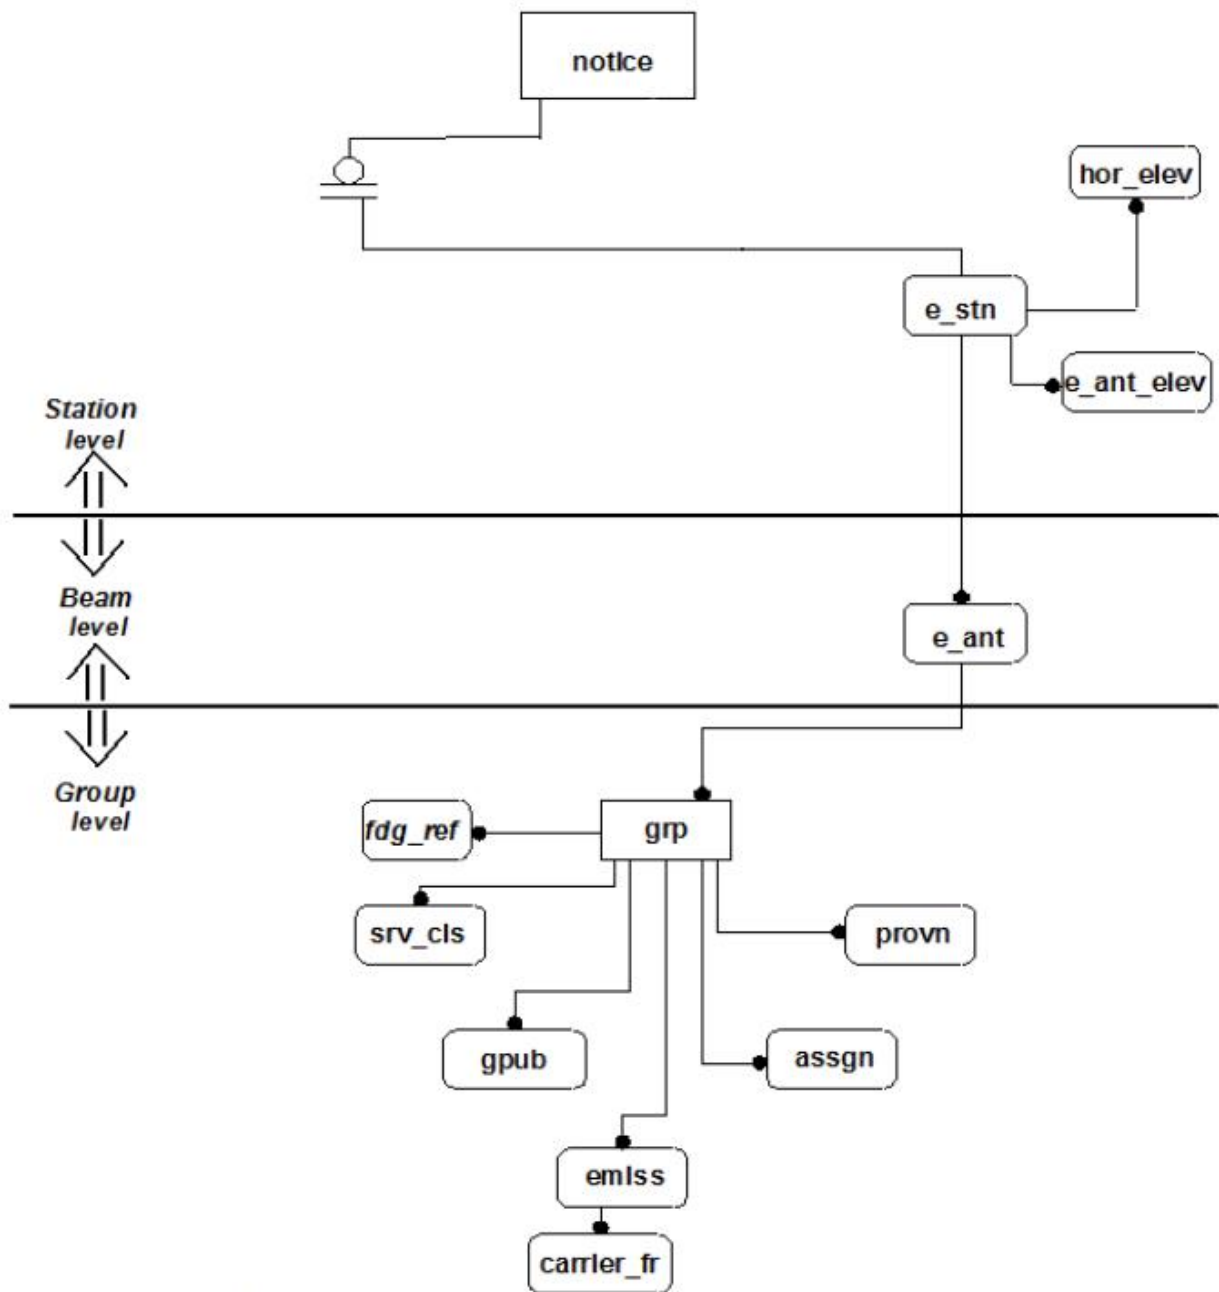 notice
hor_elev
e_stn
e_ant_elev
Station
level
Beam
level
e_ant
Group
level
fdg_ref
grp
srv_cls
provn
gpub
assgn
emiss
carrier_fr